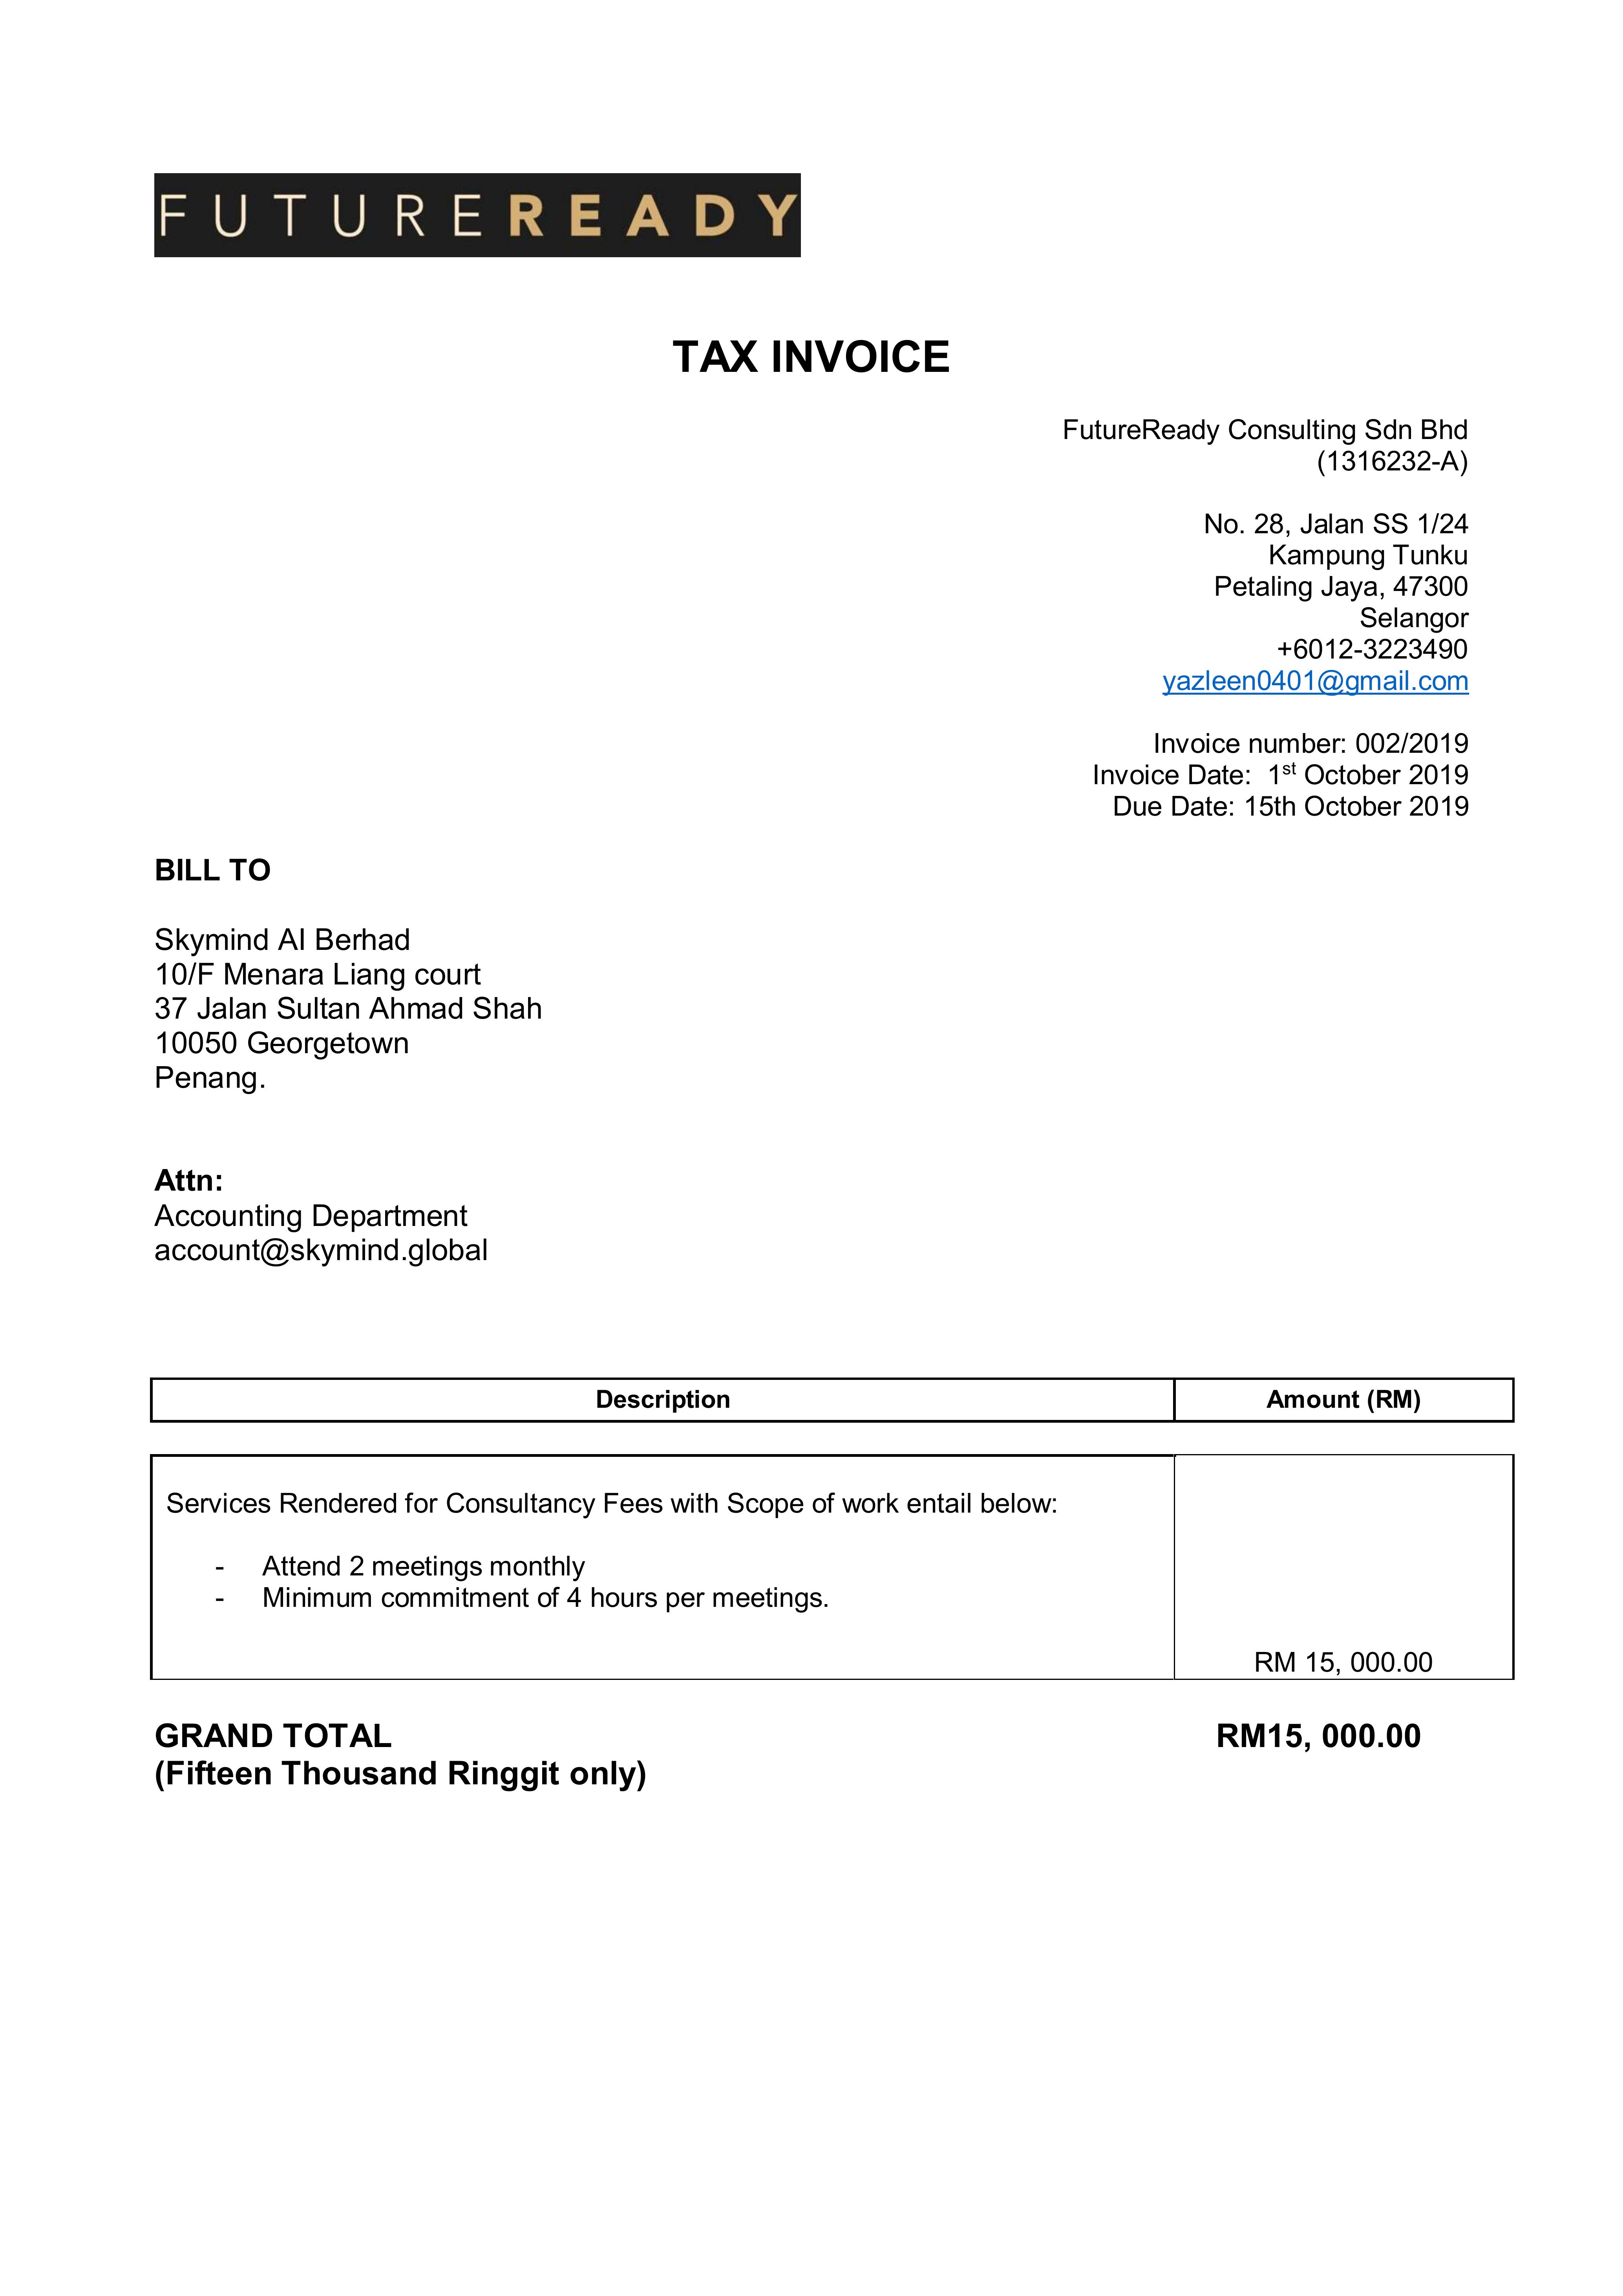 FUTUREREADY
TAX INVOICE
FutureReady Consulting Sdn Bhd
(1316232-A)
No. 28, Jalan SS 1/24
Kampung Tunku
Petaling Jaya, 47300
Selangor
+6012-3223490
yazleen0401@gmail.com
Invoice number: 002/2019
Invoice Date:  1st October 2019
Due Date: 15th October 2019
BILL TO
Skymind AI Berhad
10/F Menara Liang court
37 Jalan Sultan Ahmad Shah
10050 Georgetown
Penang.
Attn:
Accounting Department
account@skymind.global
Description Amount (RM)
Services Rendered for Consultancy Fees with Scope of work entail below:
- Attend 2 meetings monthly
- Minimum commitment of 4 hours per meetings.
RM 15, 000.00
GRAND TOTAL RM15, 000.00
(Fifteen Thousand Ringgit only)